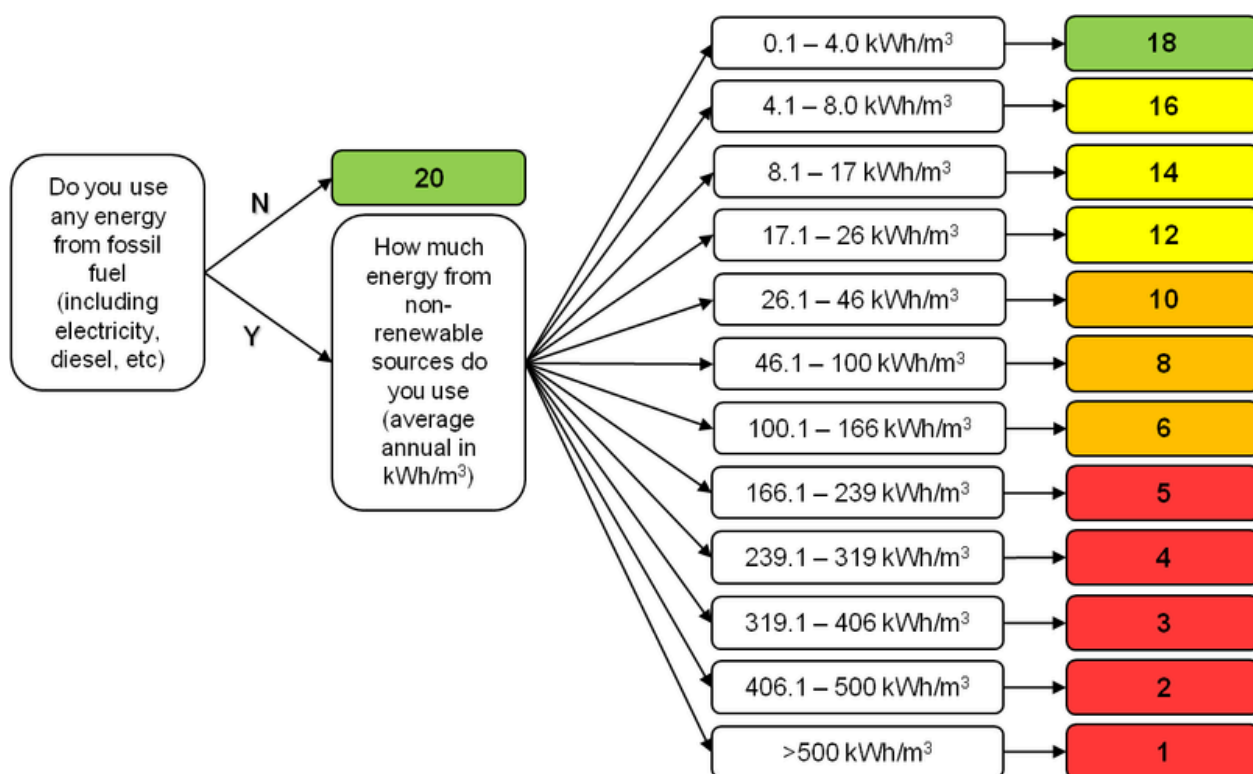 Do you use
any energy
from fossil
fuel
(including
electricity,
diesel, etc)
N
Y
20
How much
energy from
non-
renewable
sources do
you use
(average
annual in
kWh/m³)
0.1 – 4.0 kWh/m³
18
4.1 – 8.0 kWh/m³
16
8.1 – 17 kWh/m³
14
17.1 – 26 kWh/m³
12
26.1 – 46 kWh/m³
10
46.1 – 100 kWh/m³
8
100.1 – 166 kWh/m³
6
166.1 – 239 kWh/m³
5
239.1 – 319 kWh/m³
4
319.1 – 406 kWh/m³
3
406.1 – 500 kWh/m³
2
>500 kWh/m³
1